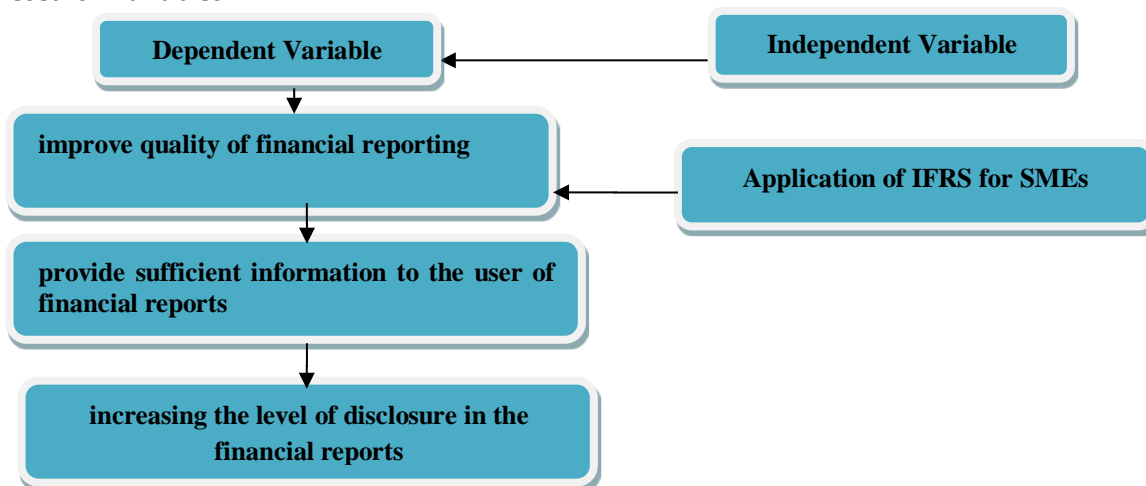 Dependent Variable
Independent Variable
improve quality of financial reporting
Application of IFRS for SMEs
provide sufficient information to the user of
financial reports
increasing the level of disclosure in the
financial reports